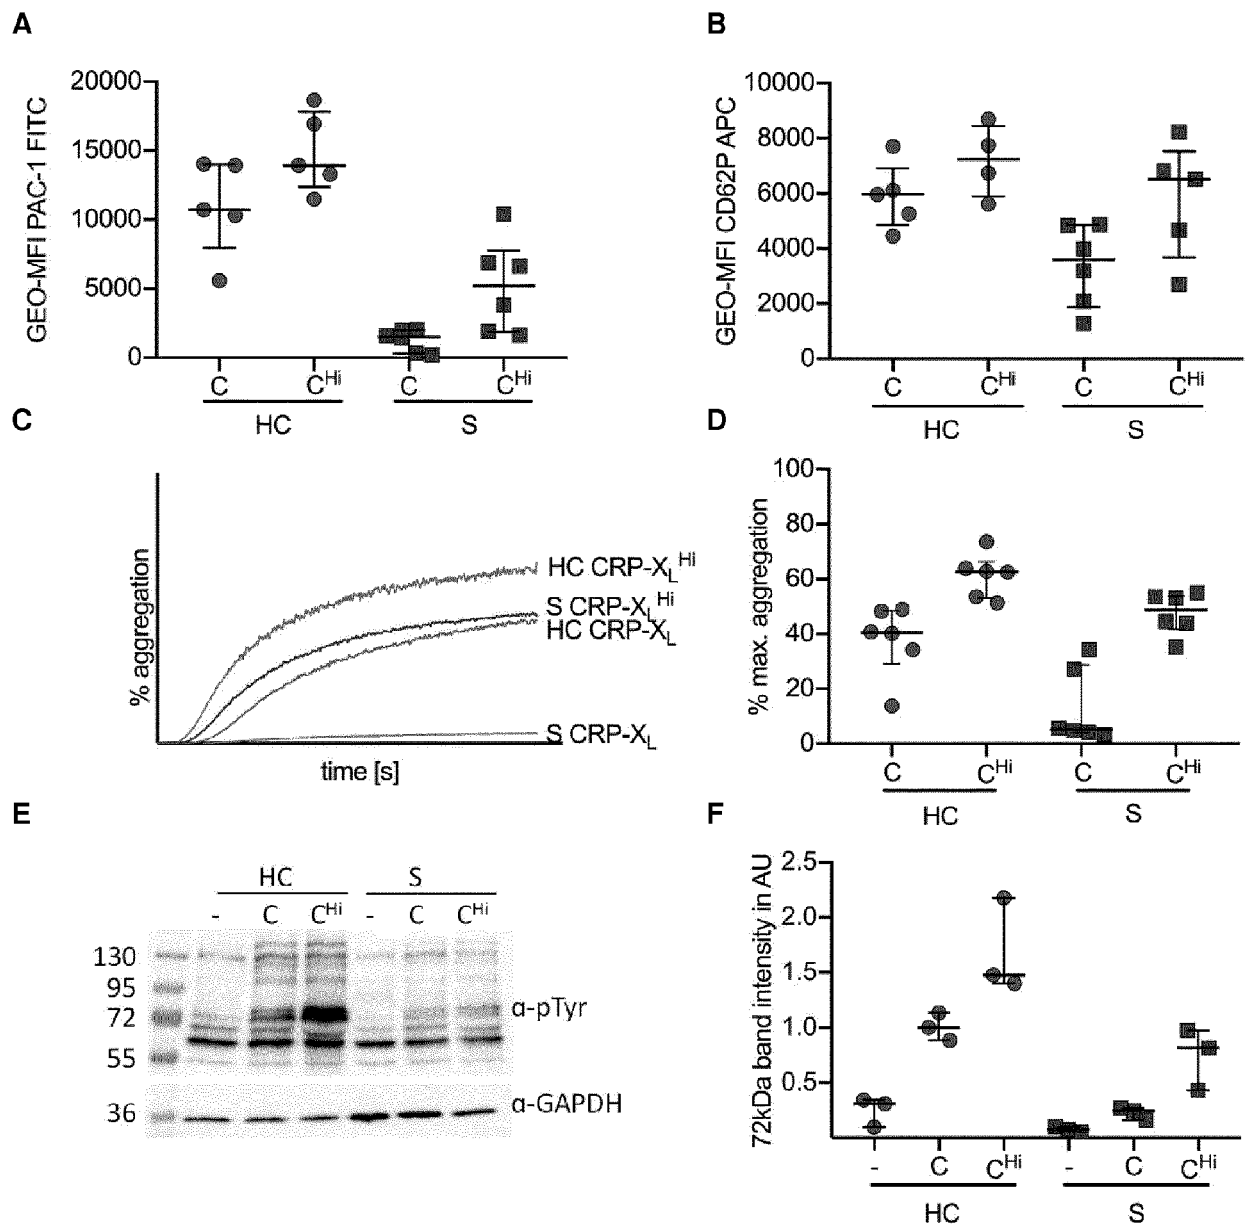 A
GEO-MFI PAC-1 FITC
20000
15000
10000
5000
0
C
C^Hi
C
C^Hi
HC
S
B
GEO-MFI CD62P APC
10000
8000
6000
4000
2000
0
C
C^Hi
C
C^Hi
HC
S
C
% aggregation
HC CRP-X_L^Hi
S CRP-X_L^Hi
HC CRP-X_L
S CRP-X_L
time [s]
D
% max. aggregation
100
80
60
40
20
0
C
C^Hi
C
C^Hi
HC
S
E
HC
S
- C C^Hi - C C^Hi
130
95
72
55
36
α-pTyr
α-GAPDH
F
72kDa band intensity in AU
2.5
2.0
1.5
1.0
0.5
- C C^Hi - C C^Hi
HC
S